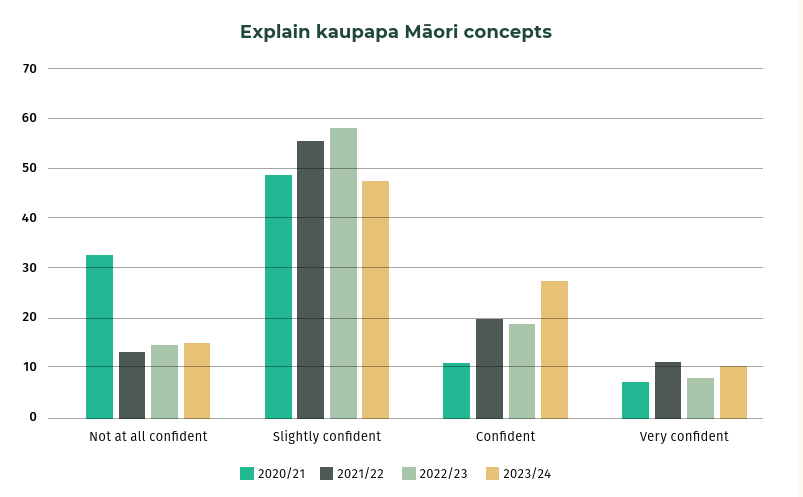 Explain kaupapa Māori concepts
70
60
50
40
30
20
10
0
Not at all confident Slightly confident Confident Very confident
2020/21 2021/22 2022/23 2023/24